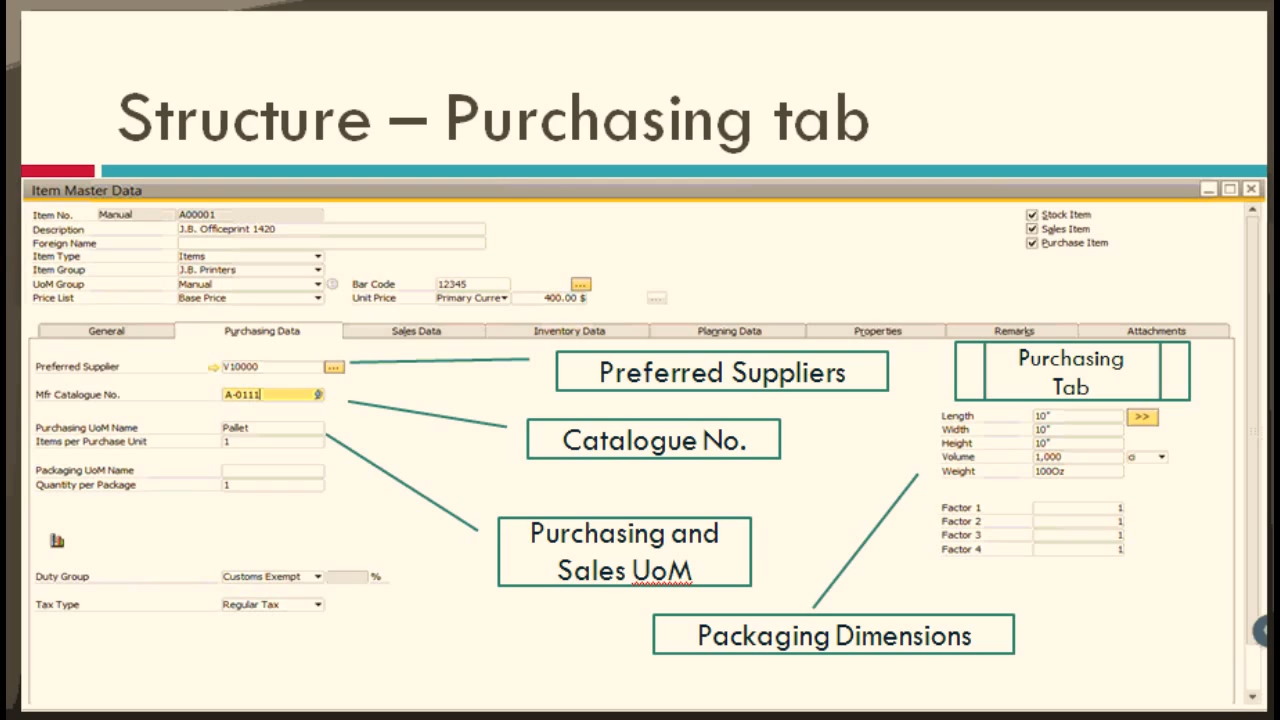 Structure – Purchasing tab
Item Master Data
Item No. Manual A00001
Description J.B. Officeprint 1420
Foreign Name
Item Type Items
Item Group J.B. Printers
UoM Group Manual Bar Code 12345 ...
Price List Base Price Unit Price Primary Curre 400.00 $ ...
Stock Item
Sales Item
Purchase Item
General Purchasing Data Sales Data Inventory Data Planning Data Properties Remarks Attachments
Preferred Supplier V10000 ...
Mfr Catalogue No. A-0111
Purchasing UoM Name Pallet
Items per Purchase Unit 1
Packaging UoM Name
Quantity per Package 1
Duty Group Customs Exempt %
Tax Type Regular Tax
Preferred Suppliers
Catalogue No.
Purchasing and
Sales UoM
Packaging Dimensions
Purchasing
Tab
Length 10" >>
Width 10"
Height 10"
Volume 1,000 ci
Weight 100Oz
Factor 1 1
Factor 2 1
Factor 3 1
Factor 4 1